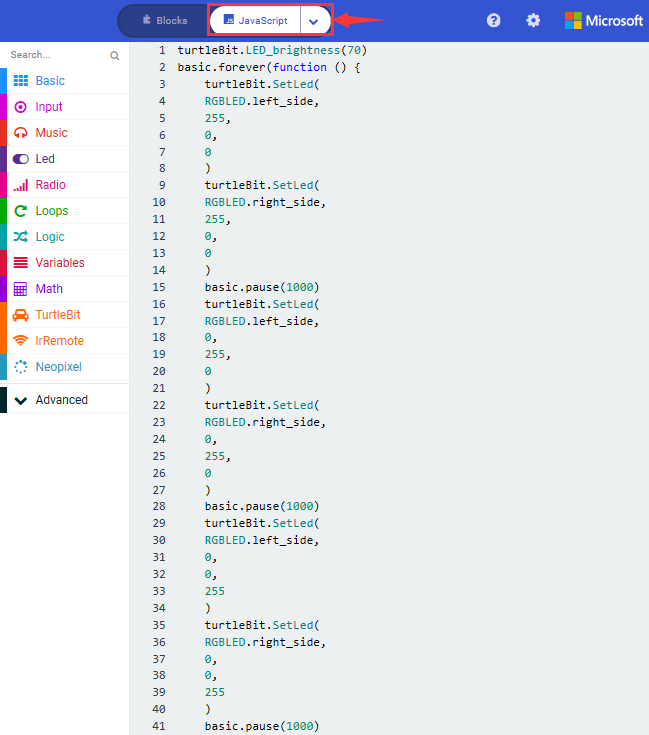 Blocks
JavaScript
Microsoft
Search...
Basic
Input
Music
Led
Radio
Loops
Logic
Variables
Math
TurtleBit
IrRemote
Neopixel
Advanced
1 turtleBit.LED_brightness(70)
2 basic.forever(function () {
3 turtleBit.SetLed(
4 RGBLED.left_side,
5 255,
6 0,
7 0
8 )
9 turtleBit.SetLed(
10 RGBLED.right_side,
11 255,
12 0,
13 0
14 )
15 basic.pause(1000)
16 turtleBit.SetLed(
17 RGBLED.left_side,
18 0,
19 255,
20 0
21 )
22 turtleBit.SetLed(
23 RGBLED.right_side,
24 0,
25 255,
26 0
27 )
28 basic.pause(1000)
29 turtleBit.SetLed(
30 RGBLED.left_side,
31 0,
32 0,
33 255
34 )
35 turtleBit.SetLed(
36 RGBLED.right_side,
37 0,
38 0,
39 255
40 )
41 basic.pause(1000)